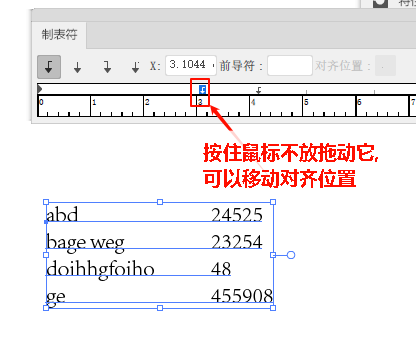 制表符
X: 3.1044 前导符: 对齐位置:
0 1 2 3 4 5 6 7
按住鼠标不放拖动它,
可以移动对齐位置
abd 24525
bage weg 23254
doihhgfoiho 48
ge 455908